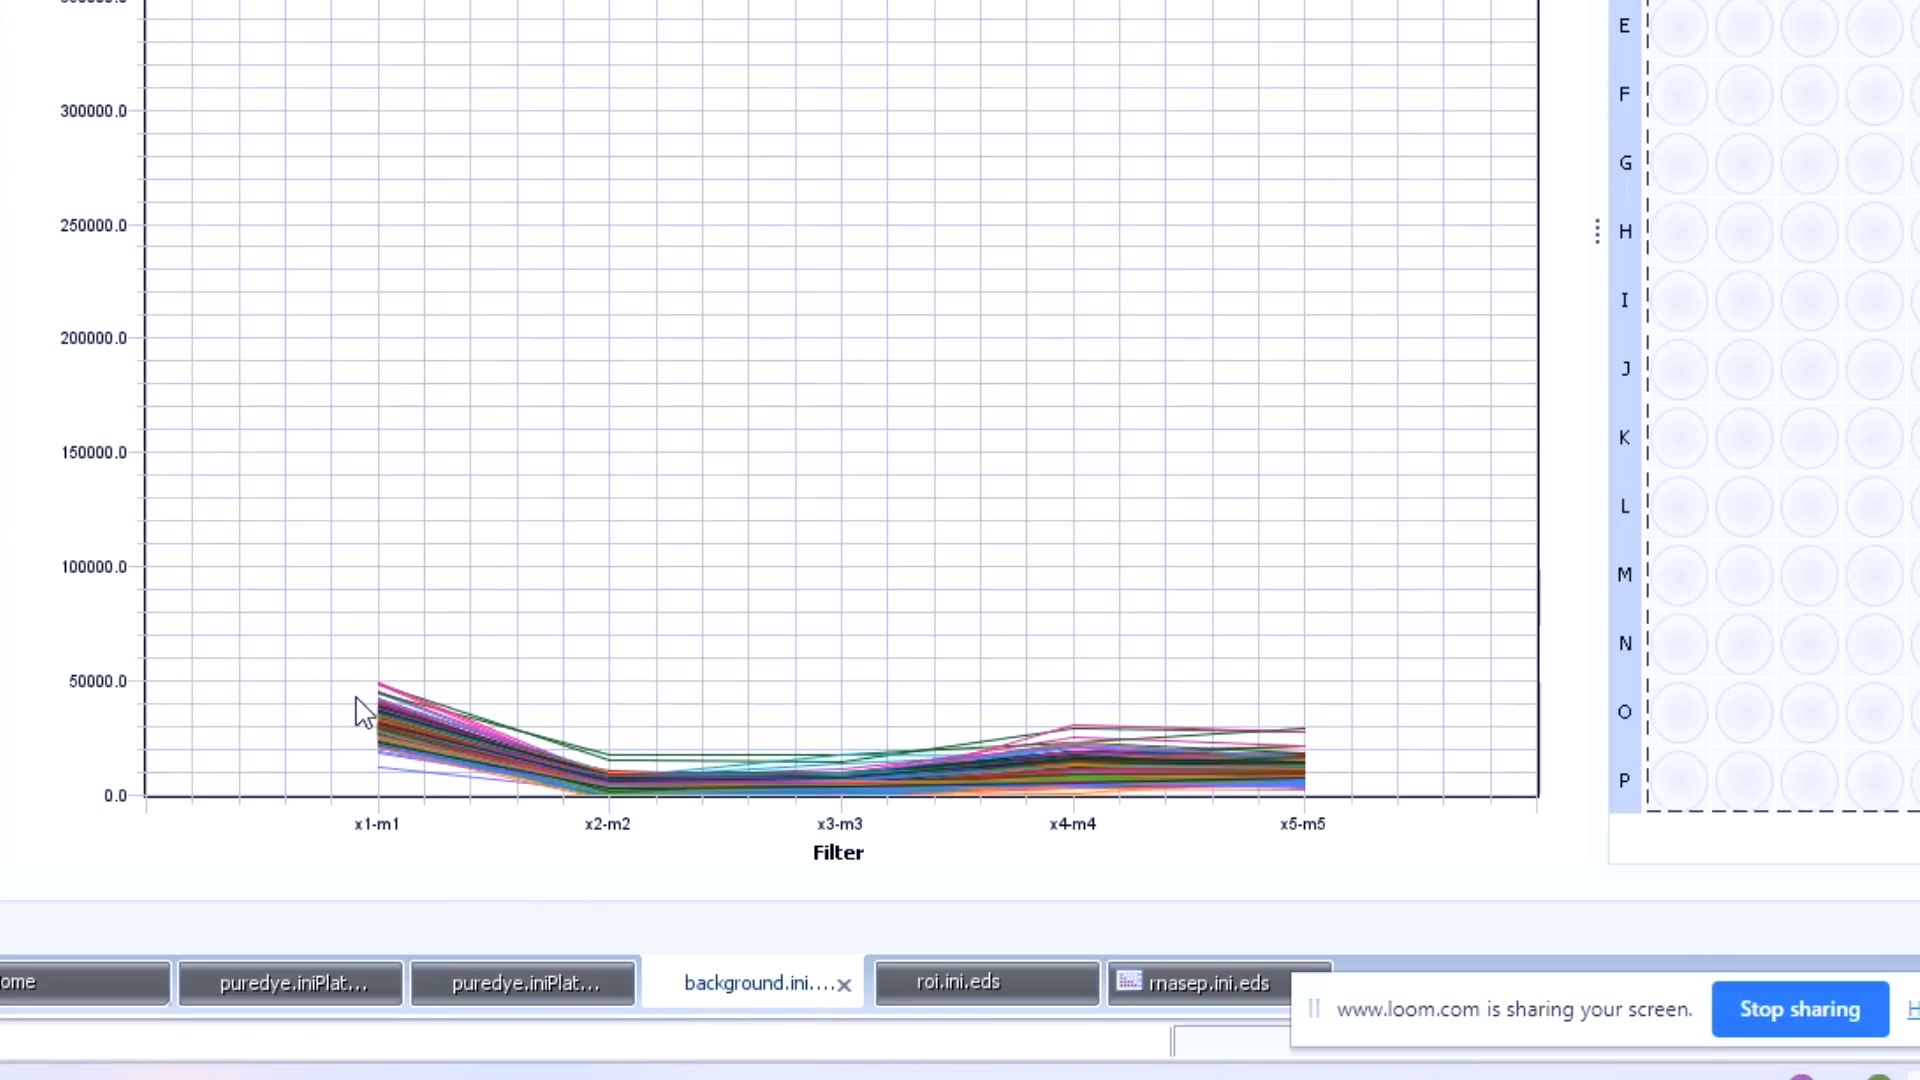 300000.0
250000.0
200000.0
150000.0
100000.0
50000.0
0.0
x1-m1 x2-m2 x3-m3 x4-m4 x5-m5
Filter
E
F
G
H
I
J
K
L
M
N
O
P
ome puredye.iniPlat... puredye.iniPlat... background.ini.... roi.ini.eds rnasep.ini.eds
www.loom.com is sharing your screen. Stop sharing H